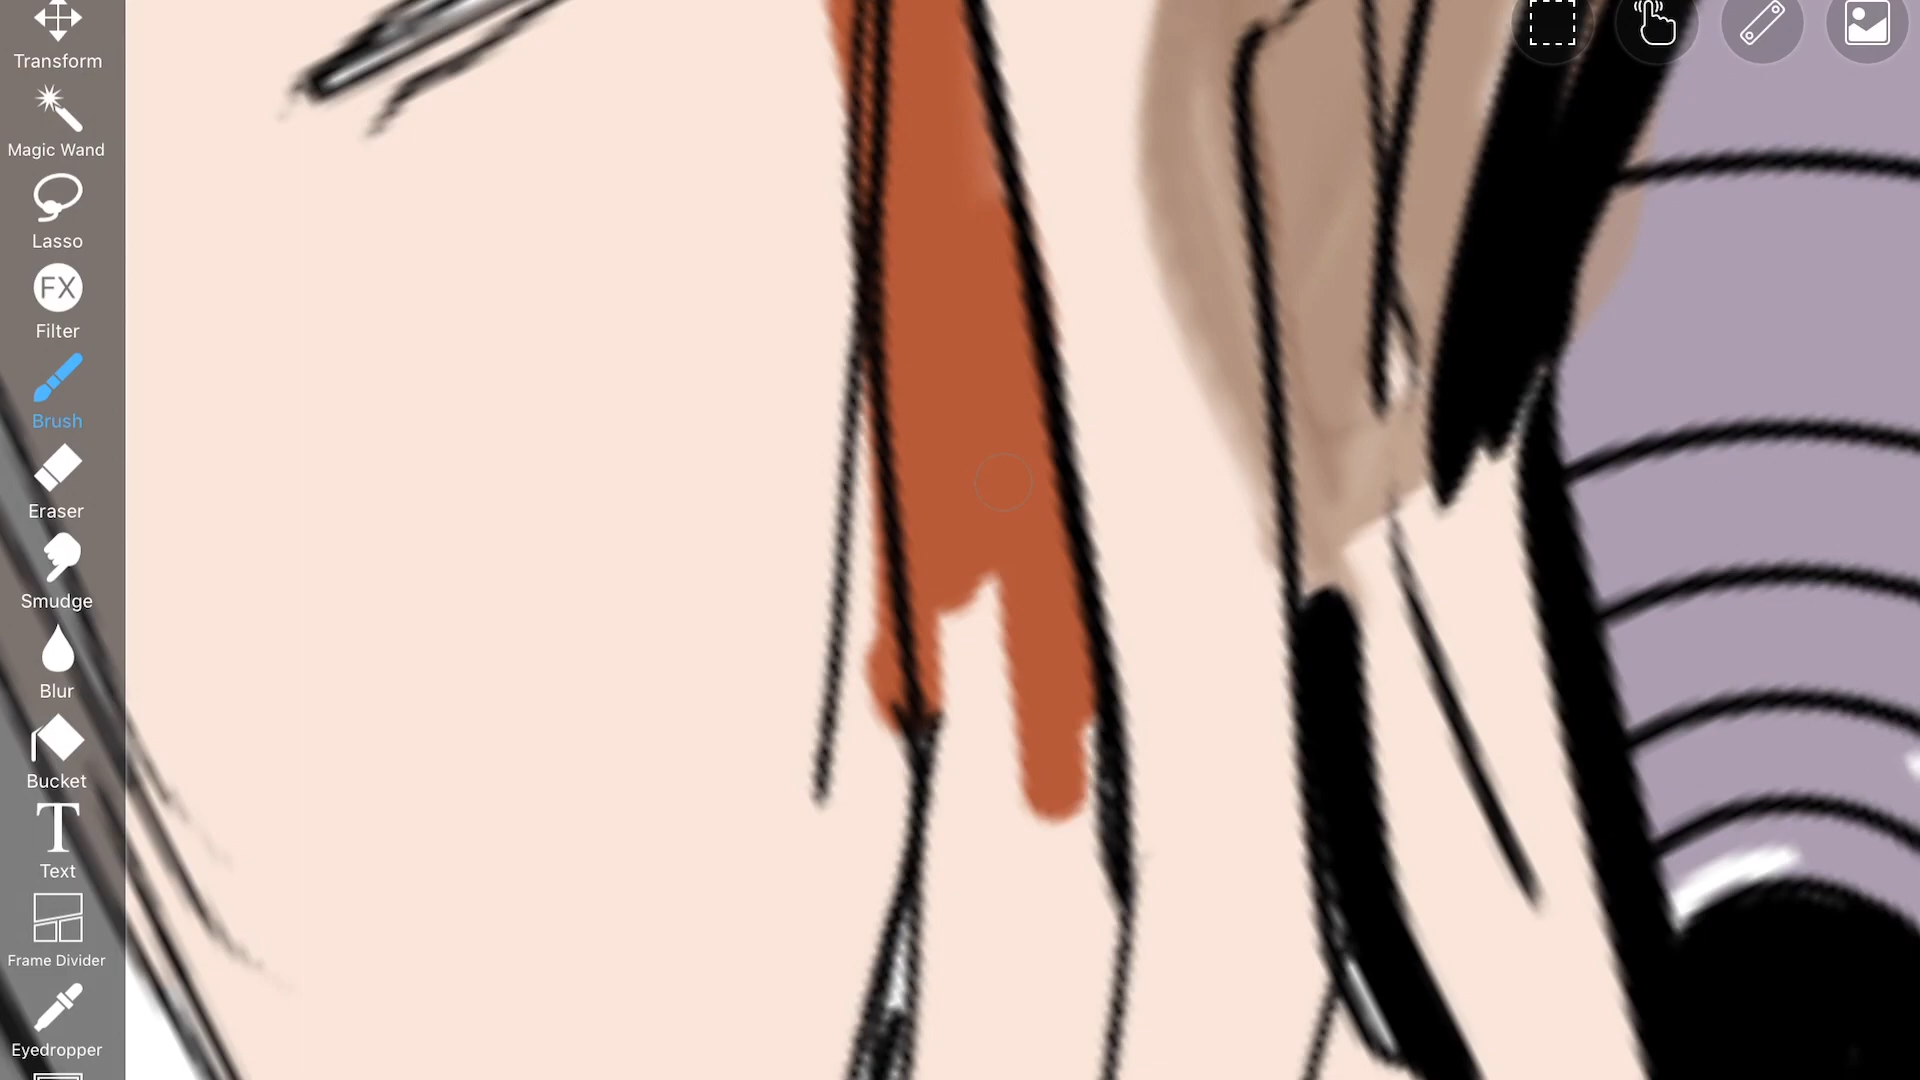 Transform
Magic Wand
Lasso
FX
Filter
Brush
Eraser
Smudge
Blur
Bucket
T
Text
Frame Divider
Eyedropper